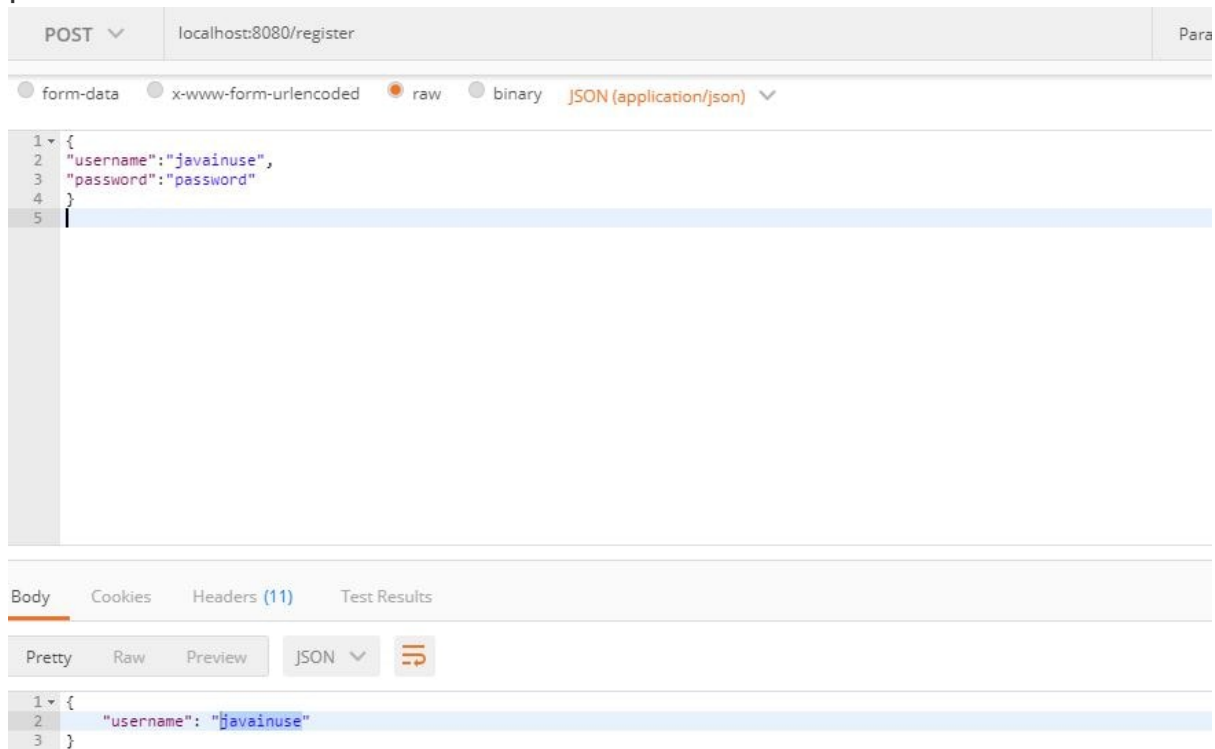 POST localhost:8080/register Para
form-data x-www-form-urlencoded raw binary JSON (application/json)
1 {
2 "username":"javainuse",
3 "password":"password"
4 }
5
Body Cookies Headers (11) Test Results
Pretty Raw Preview JSON
1 {
2 "username": "javainuse"
3 }